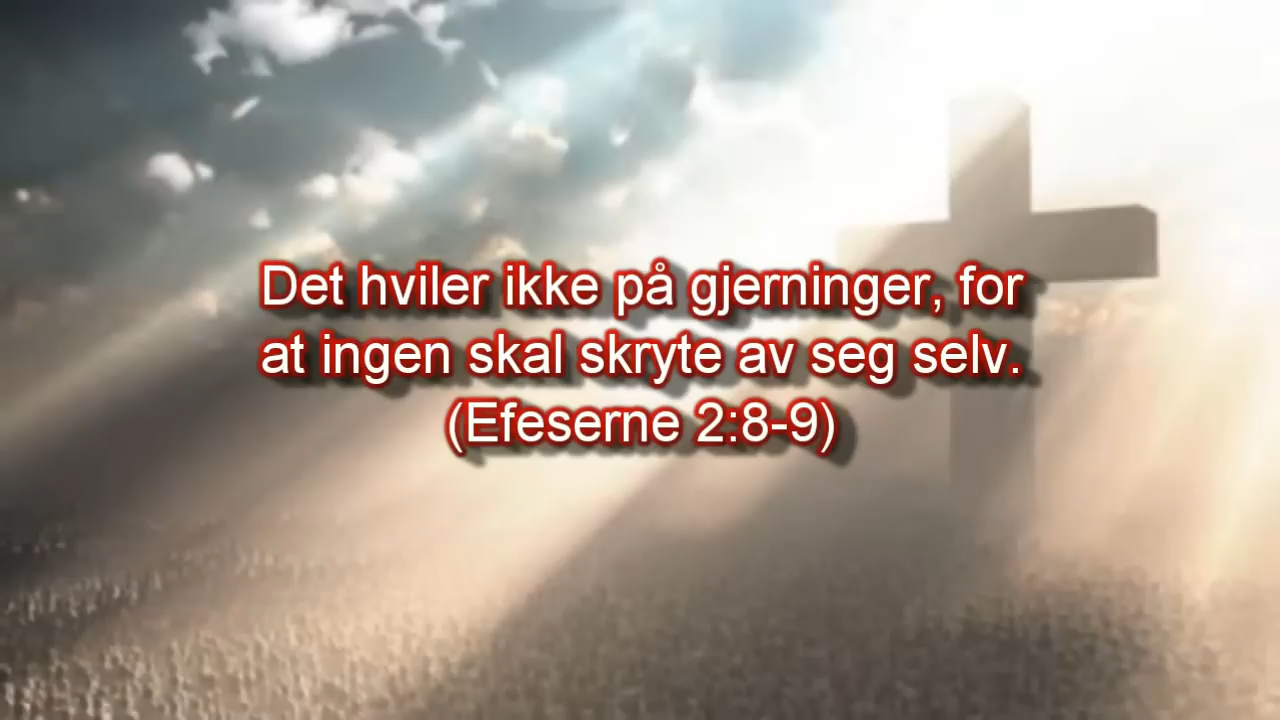 Det hviler ikke på gjerninger, for
at ingen skal skryte av seg selv.
(Efeserne 2:8-9)